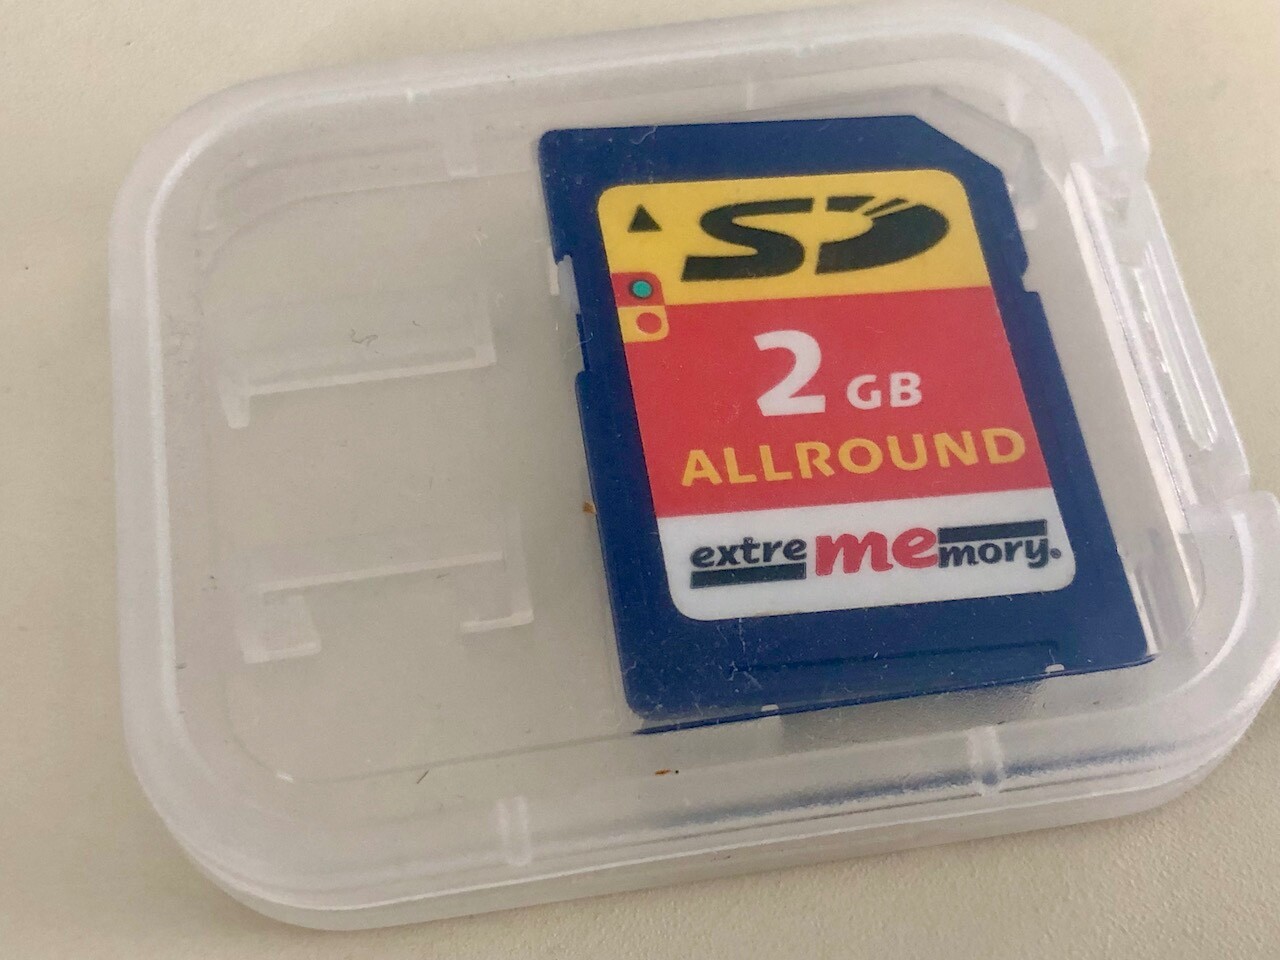 SD
2 GB
ALLROUND
extrememory®